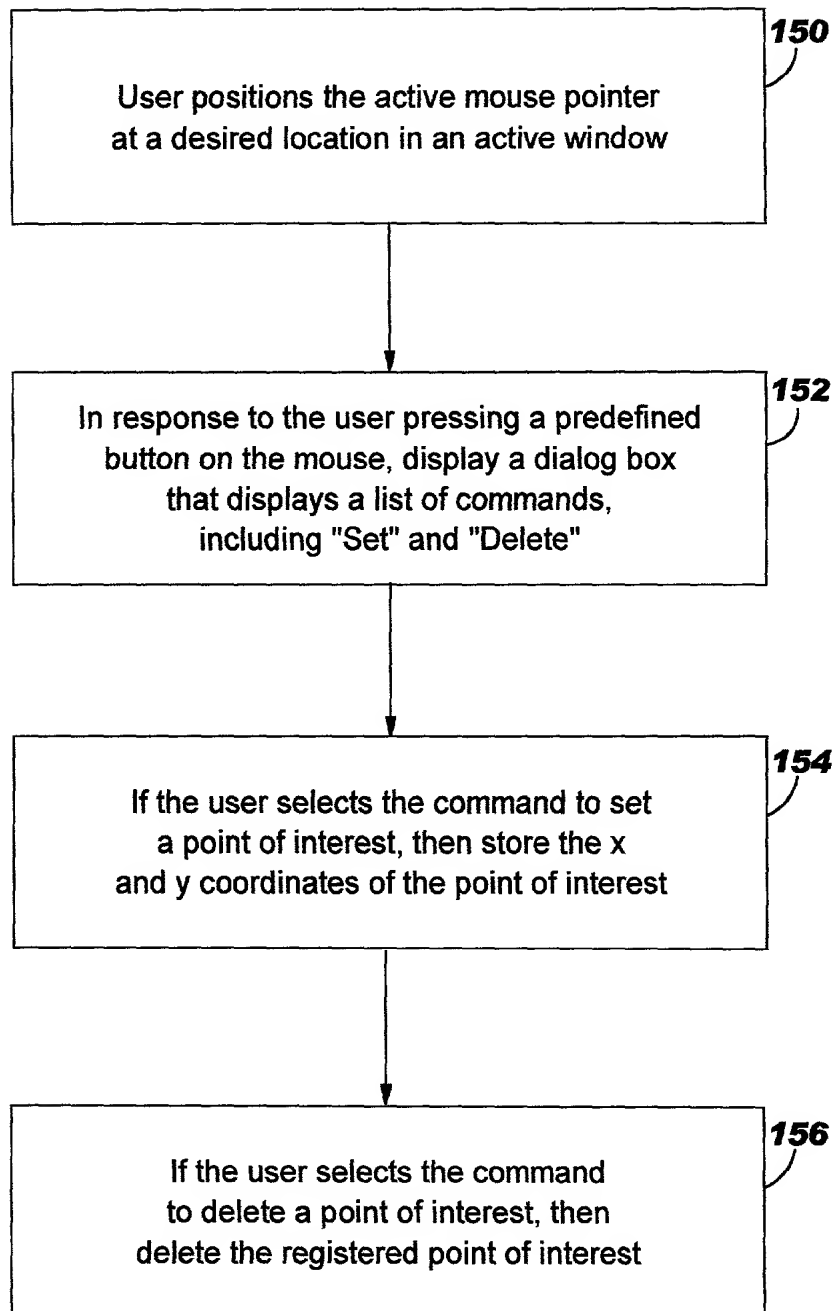 150
User positions the active mouse pointer
at a desired location in an active window
152
In response to the user pressing a predefined
button on the mouse, display a dialog box
that displays a list of commands,
including "Set" and "Delete"
154
If the user selects the command to set
a point of interest, then store the x
and y coordinates of the point of interest
156
If the user selects the command
to delete a point of interest, then
delete the registered point of interest